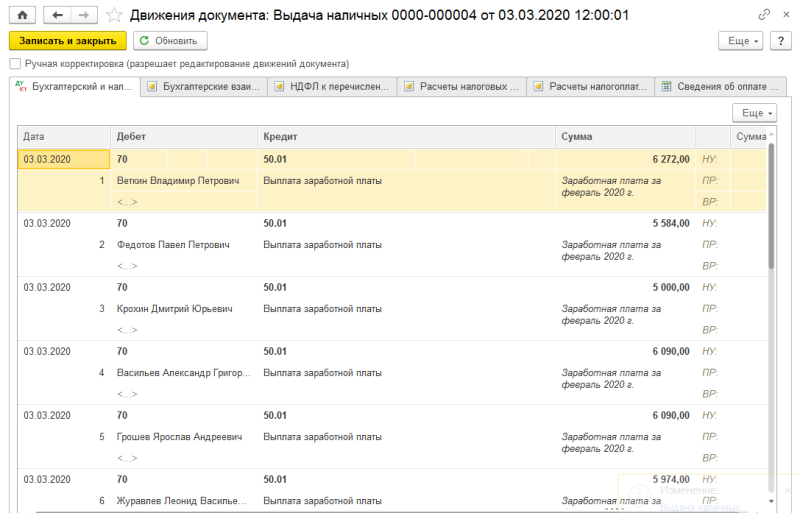 Движения документа: Выдача наличных 0000-000004 от 03.03.2020 12:00:01
Записать и закрыть
Обновить
Еще
?
Ручная корректировка (разрешает редактирование движений документа)
Дт Кт Бухгалтерский и нал...
Бухгалтерские взаи...
НДФЛ к перечислен...
Расчеты налоговых ...
Расчеты налогоплат...
Сведения об оплате ...
Еще
Дата Дебет Кредит Сумма Сумма
03.03.2020 70 50.01 6 272,00 НУ:
1 Веткин Владимир Петрович Выплата заработной платы Заработная плата за ПР:
февраль 2020 г.
<...> ВР:
03.03.2020 70 50.01 5 584,00 НУ:
2 Федотов Павел Петрович Выплата заработной платы Заработная плата за ПР:
февраль 2020 г.
<...> ВР:
03.03.2020 70 50.01 5 000,00 НУ:
3 Крохин Дмитрий Юрьевич Выплата заработной платы Заработная плата за ПР:
февраль 2020 г.
<...> ВР:
03.03.2020 70 50.01 6 090,00 НУ:
4 Васильев Александр Григор... Выплата заработной платы Заработная плата за ПР:
февраль 2020 г.
<...> ВР:
03.03.2020 70 50.01 6 090,00 НУ:
5 Грошев Ярослав Андреевич Выплата заработной платы Заработная плата за ПР:
февраль 2020 г.
<...> ВР:
03.03.2020 70 50.01 5 974,00 НУ:
6 Журавлев Леонид Василье... Выплата заработной платы Заработная плата за ПР:
Изменение:
Выдача наличных